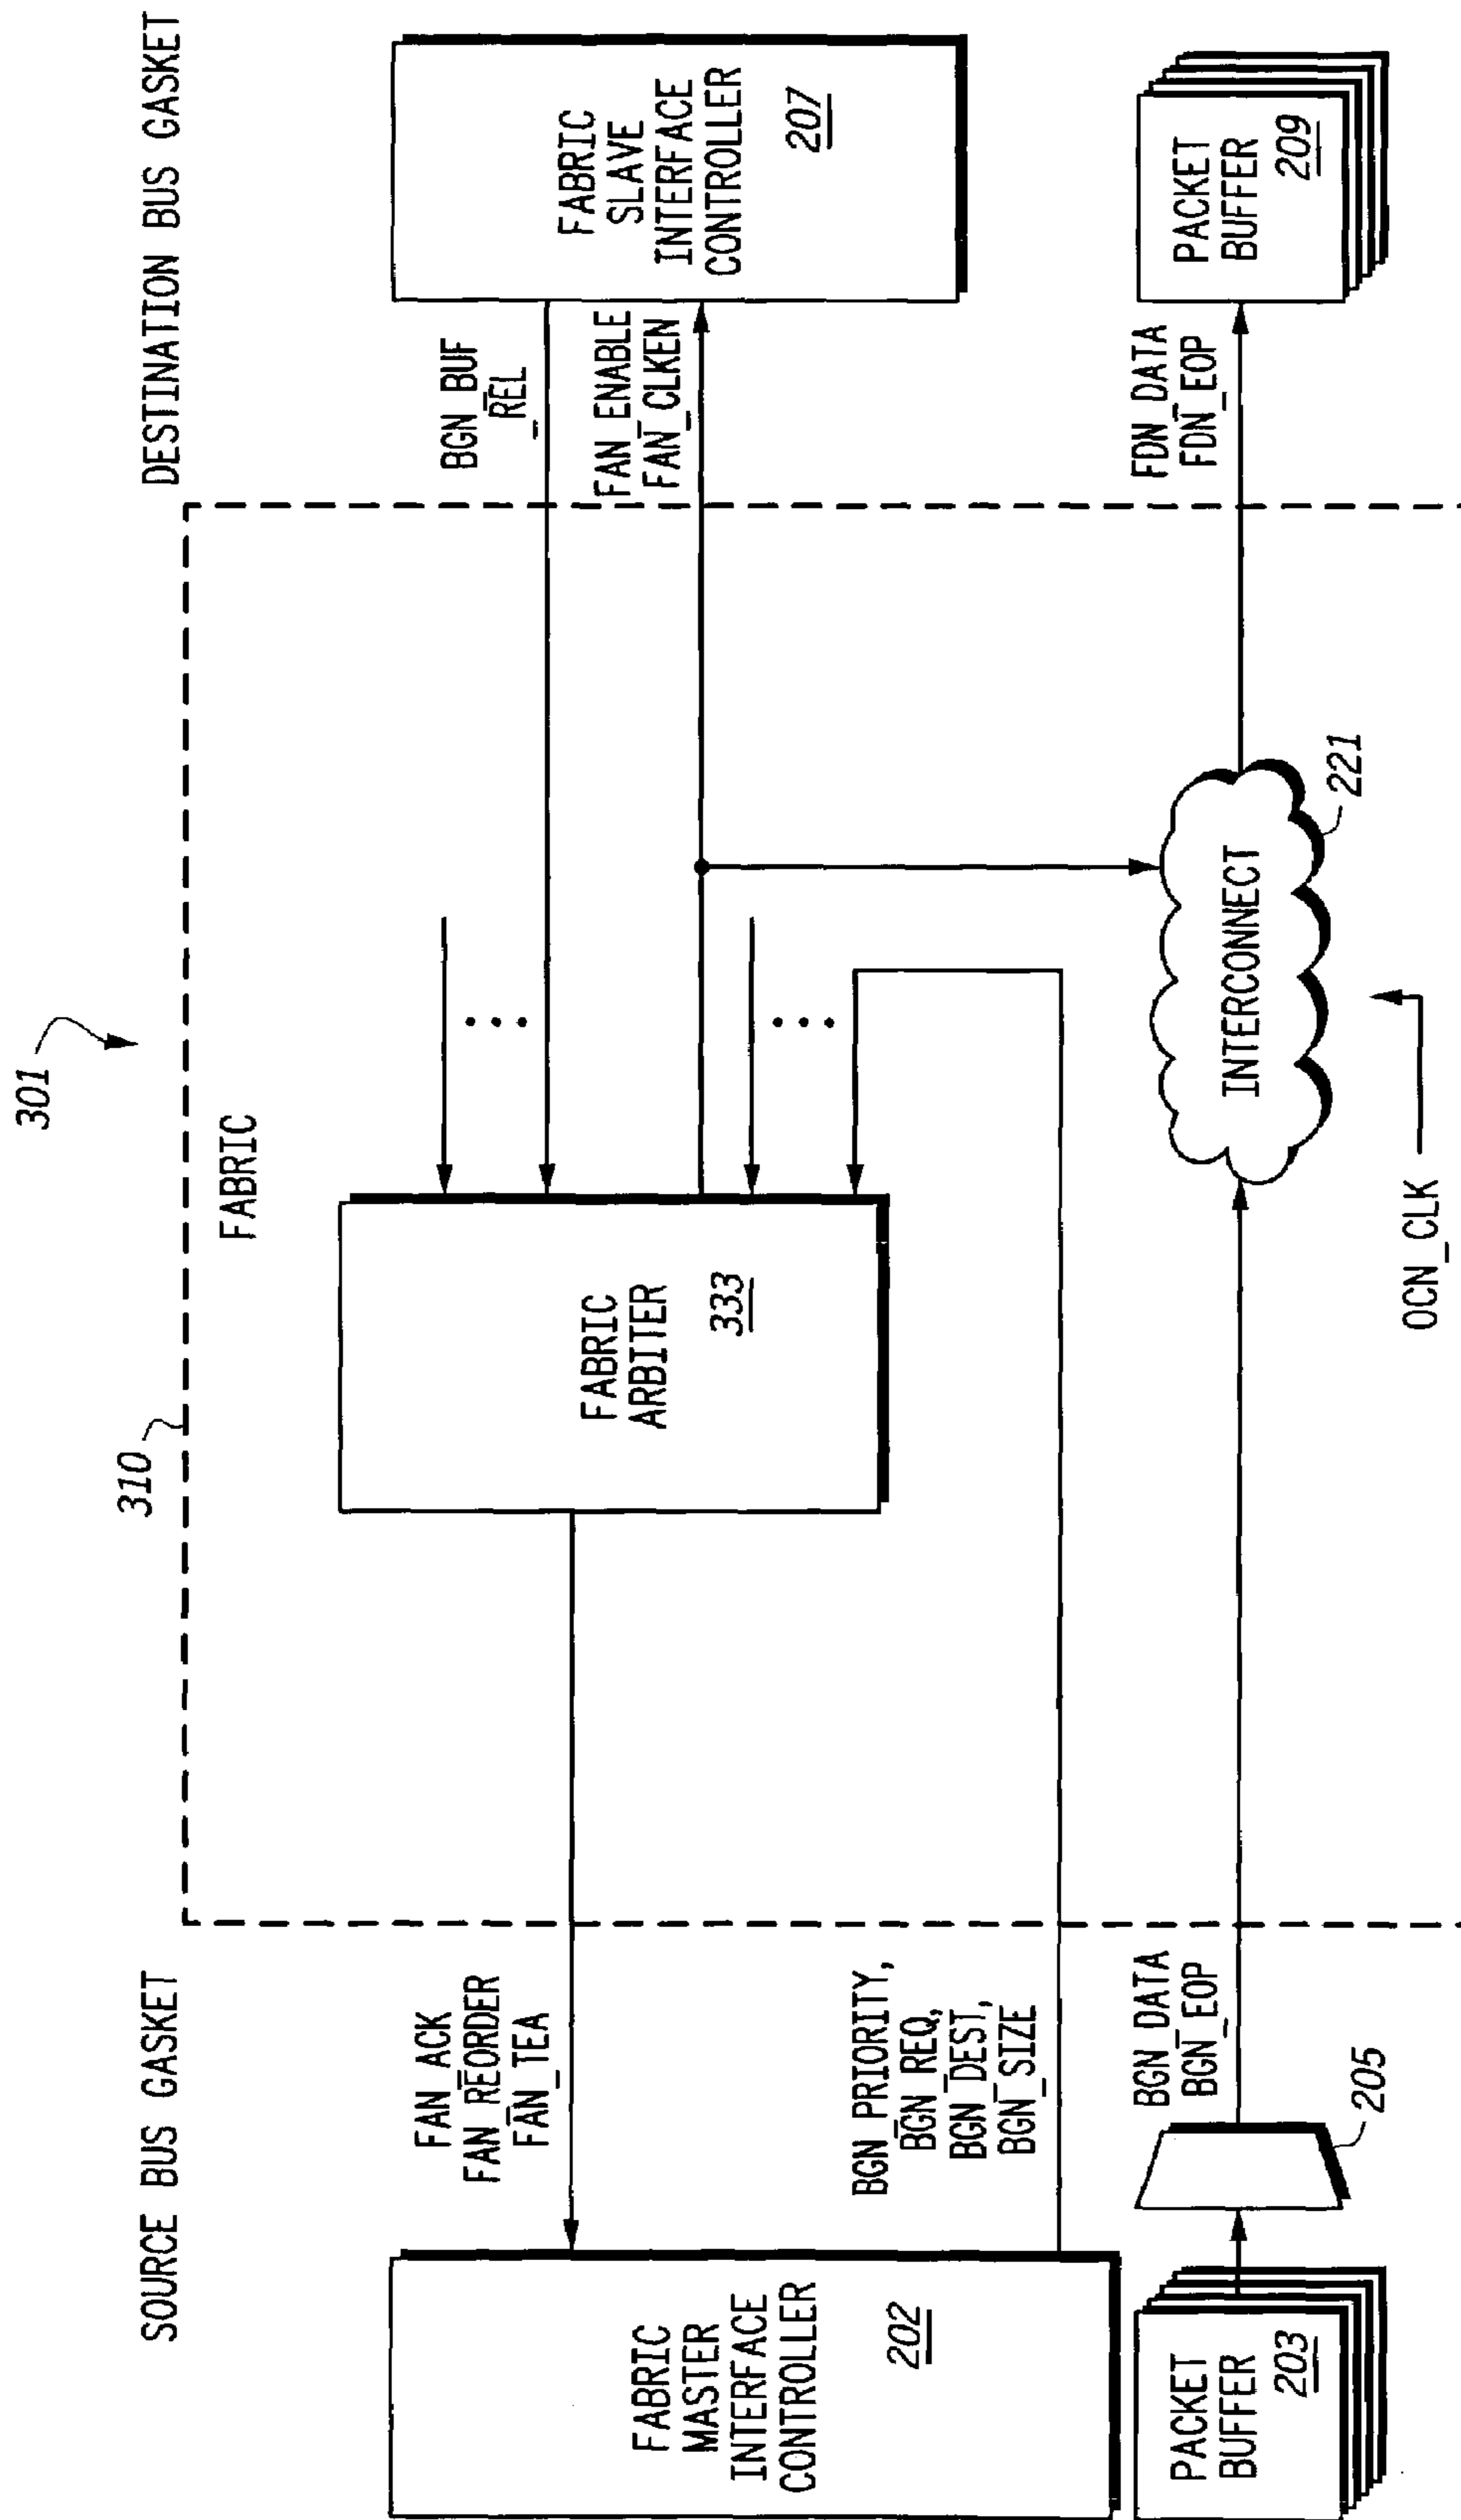 301
SOURCE BUS GASKET
310
FABRIC
DESTINATION BUS GASKET
FABRIC
MASTER
INTERFACE
CONTROLLER
202
FAN_ACK
FAN_REORDER
FAN_TEA
BGN_PRIORITY,
BGN_REQ,
BGN_DEST,
BGN_SIZE
FABRIC
ARBITER
333
BGN_BUF
_REL
FAN_ENABLE
FAN_CLKEN
FABRIC
SLAVE
INTERFACE
CONTROLLER
207
PACKET
BUFFER
203
205
BGN_DATA
BGN_EOP
INTERCONNECT
221
OCN_CLK
FDN_DATA
FDN_EOP
PACKET
BUFFER
209